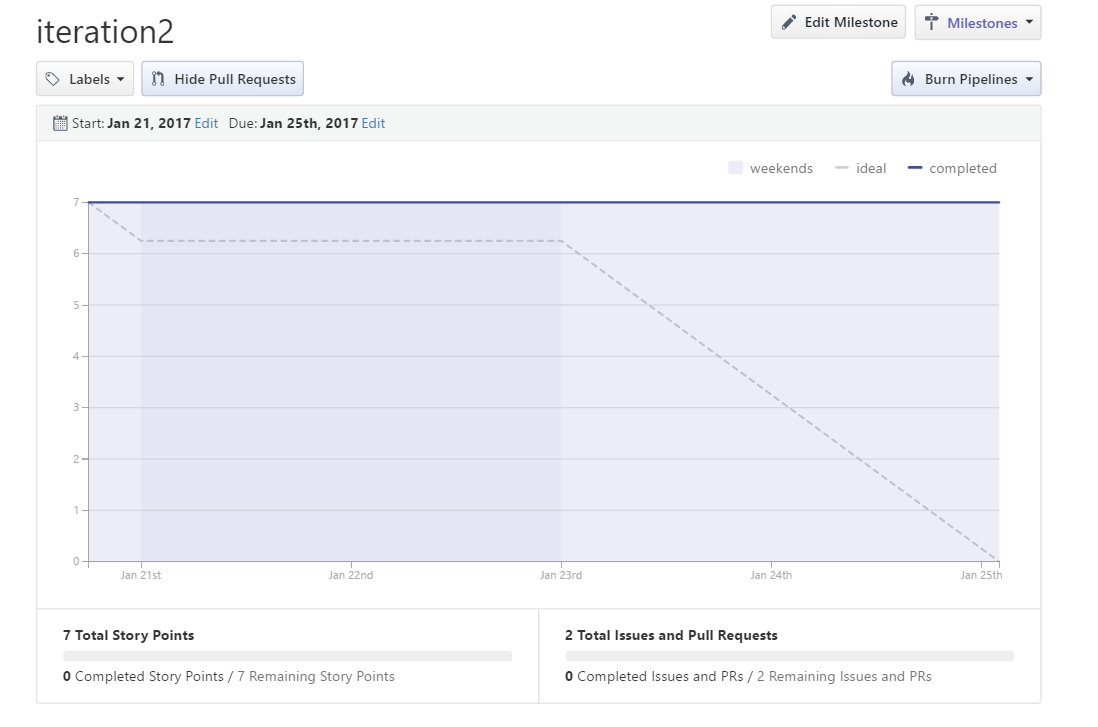 iteration2
Edit Milestone
Milestones
Labels
Hide Pull Requests
Burn Pipelines
Start: Jan 21, 2017 Edit Due: Jan 25th, 2017 Edit
weekends ideal completed
7
6
5
4
3
2
1
0
Jan 21st Jan 22nd Jan 23rd Jan 24th Jan 25th
7 Total Story Points
0 Completed Story Points / 7 Remaining Story Points
2 Total Issues and Pull Requests
0 Completed Issues and PRs / 2 Remaining Issues and PRs